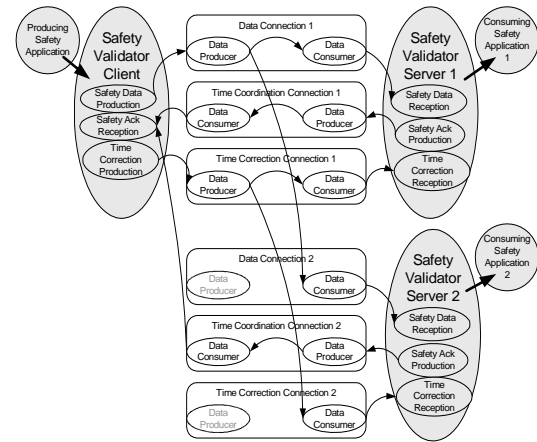 Producing
Safety
Application
Safety
Validator
Client
Safety Data
Production
Safety Ack
Reception
Time
Correction
Production
Data Connection 1
Data
Producer
Data
Consumer
Time Coordination Connection 1
Data
Consumer
Data
Producer
Time Correction Connection 1
Data
Producer
Data
Consumer
Safety
Validator
Server 1
Safety Data
Reception
Safety Ack
Production
Time
Correction
Reception
Consuming
Safety
Application
1
Data Connection 2
Data
Producer
Data
Consumer
Time Coordination Connection 2
Data
Consumer
Data
Producer
Time Correction Connection 2
Data
Producer
Data
Consumer
Safety
Validator
Server 2
Safety Data
Reception
Safety Ack
Production
Time
Correction
Reception
Consuming
Safety
Application
2